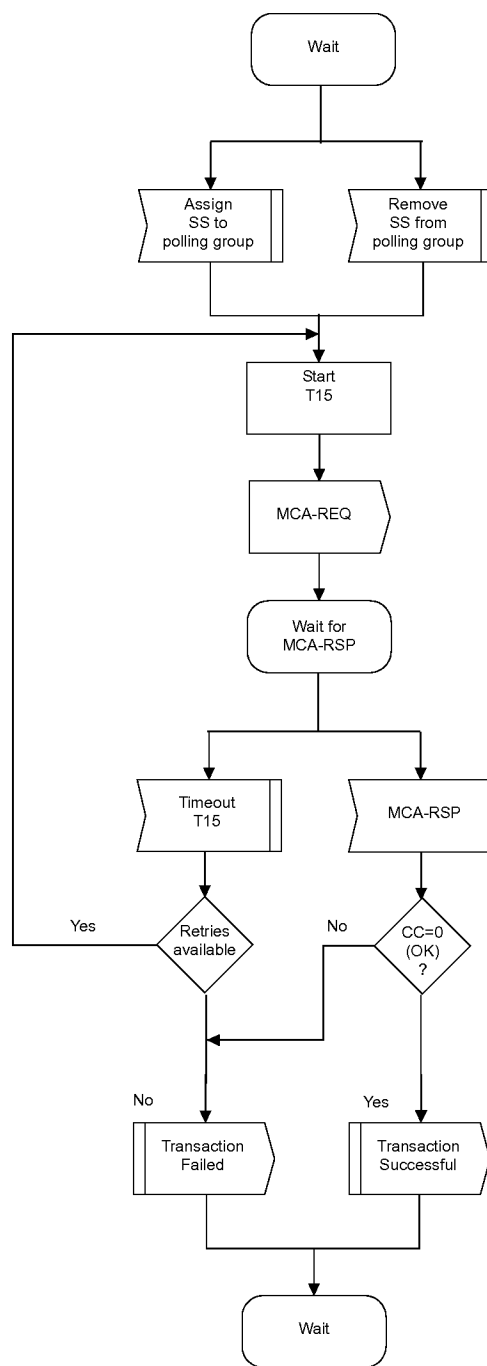 Wait
Assign
SS to
polling group
Remove
SS from
polling group
Start
T15
MCA-REQ
Wait for
MCA-RSP
Timeout
T15
MCA-RSP
Yes
Retries
available
No
CC=0
(OK)
?
No
Yes
Transaction
Failed
Transaction
Successful
Wait